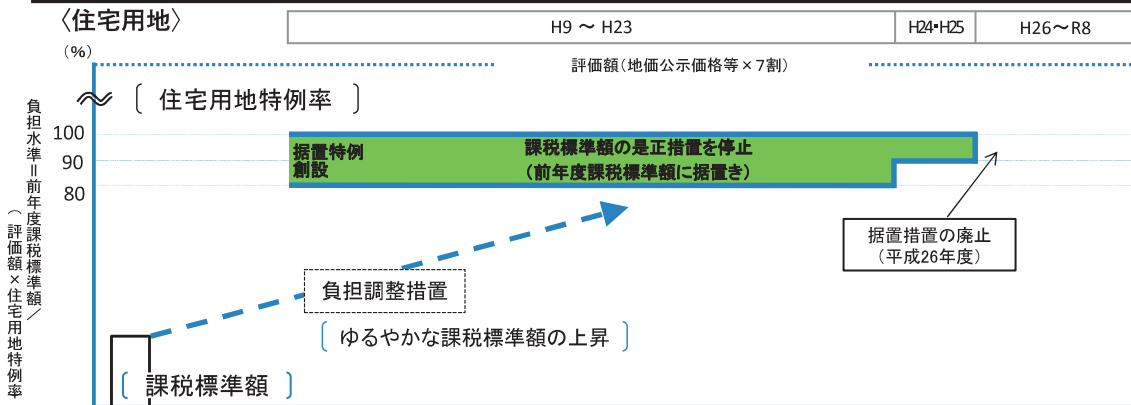 〈住宅用地〉
H9 ～ H23
H24・H25
H26～R8
（％）
評価額（地価公示価格等×７割）
〔 住宅用地特例率 〕
負担水準＝前年度課税標準額／
（評価額×住宅用地特例率
100
90
80
据置特例
創設
課税標準額の是正措置を停止
（前年度課税標準額に据置き）
据置措置の廃止
（平成26年度）
負担調整措置
〔 ゆるやかな課税標準額の上昇 〕
〔 課税標準額 〕